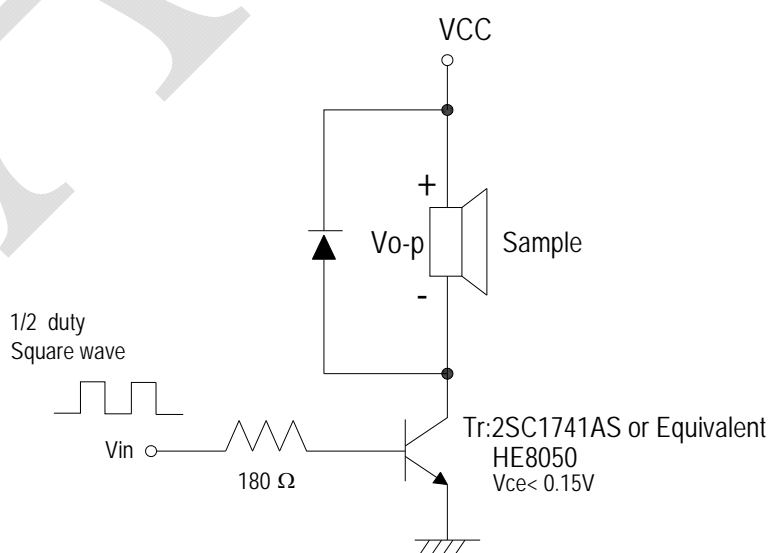 VCC
+
Vo-p
Sample
-
1/2 duty
Square wave
Vin
180 Ω
Tr:2SC1741AS or Equivalent
HE8050
Vce< 0.15V